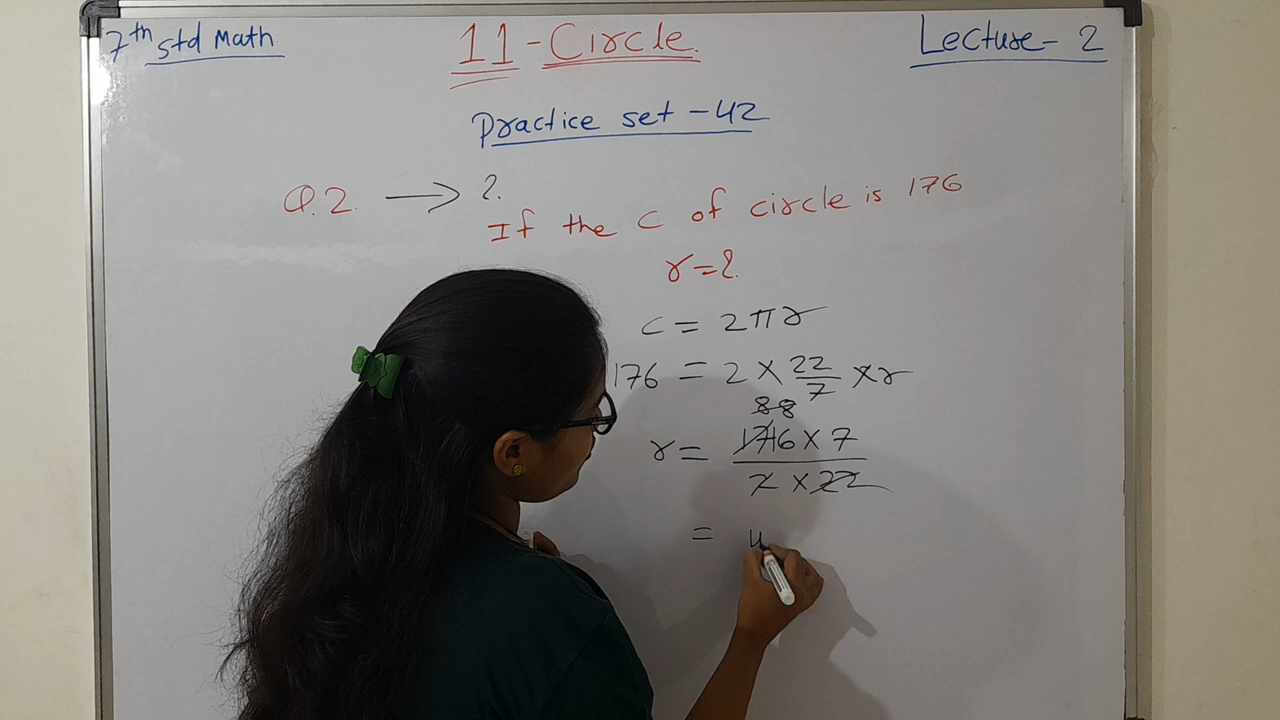 7th std Math
11-Circle.
Lecture-2
Practice set-42
Q.2. → 2.
If the c of circle is 176
r=?
c = 2πr
176 = 2 × 22/7 × r
88
r = 176 × 7 / 2 × 22
= 4